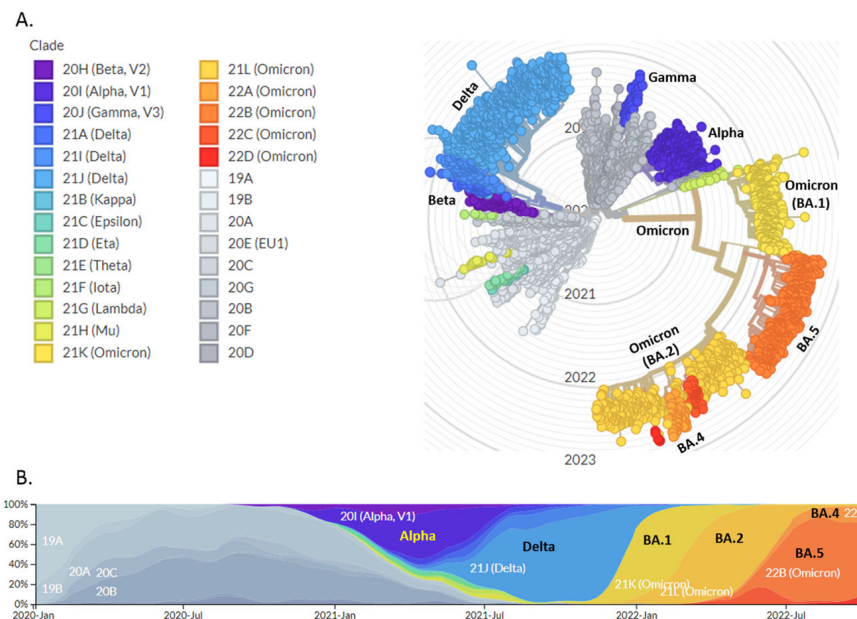 A.
Clade
20H (Beta, V2)
20I (Alpha, V1)
20J (Gamma, V3)
21A (Delta)
21I (Delta)
21J (Delta)
21B (Kappa)
21C (Epsilon)
21D (Eta)
21E (Theta)
21F (Iota)
21G (Lambda)
21H (Mu)
21K (Omicron)
21L (Omicron)
22A (Omicron)
22B (Omicron)
22C (Omicron)
22D (Omicron)
19A
19B
20A
20E (EU1)
20C
20G
20B
20F
20D
Delta
Gamma
Alpha
Beta
Omicron
(BA.1)
Omicron
2021
Omicron
(BA.2)
BA.5
2022
BA.4
2023
B.
100%
80%
60%
40%
20%
0%
19A
19B
20A
20C
20B
20I (Alpha, V1)
Alpha
21J (Delta)
Delta
BA.1
21K (Omicron)
BA.2
21L (Omicron)
BA.4
BA.5
22B (Omicron)
2020-Jan
2020-Jul
2021-Jan
2021-Jul
2022-Jan
2022-Jul